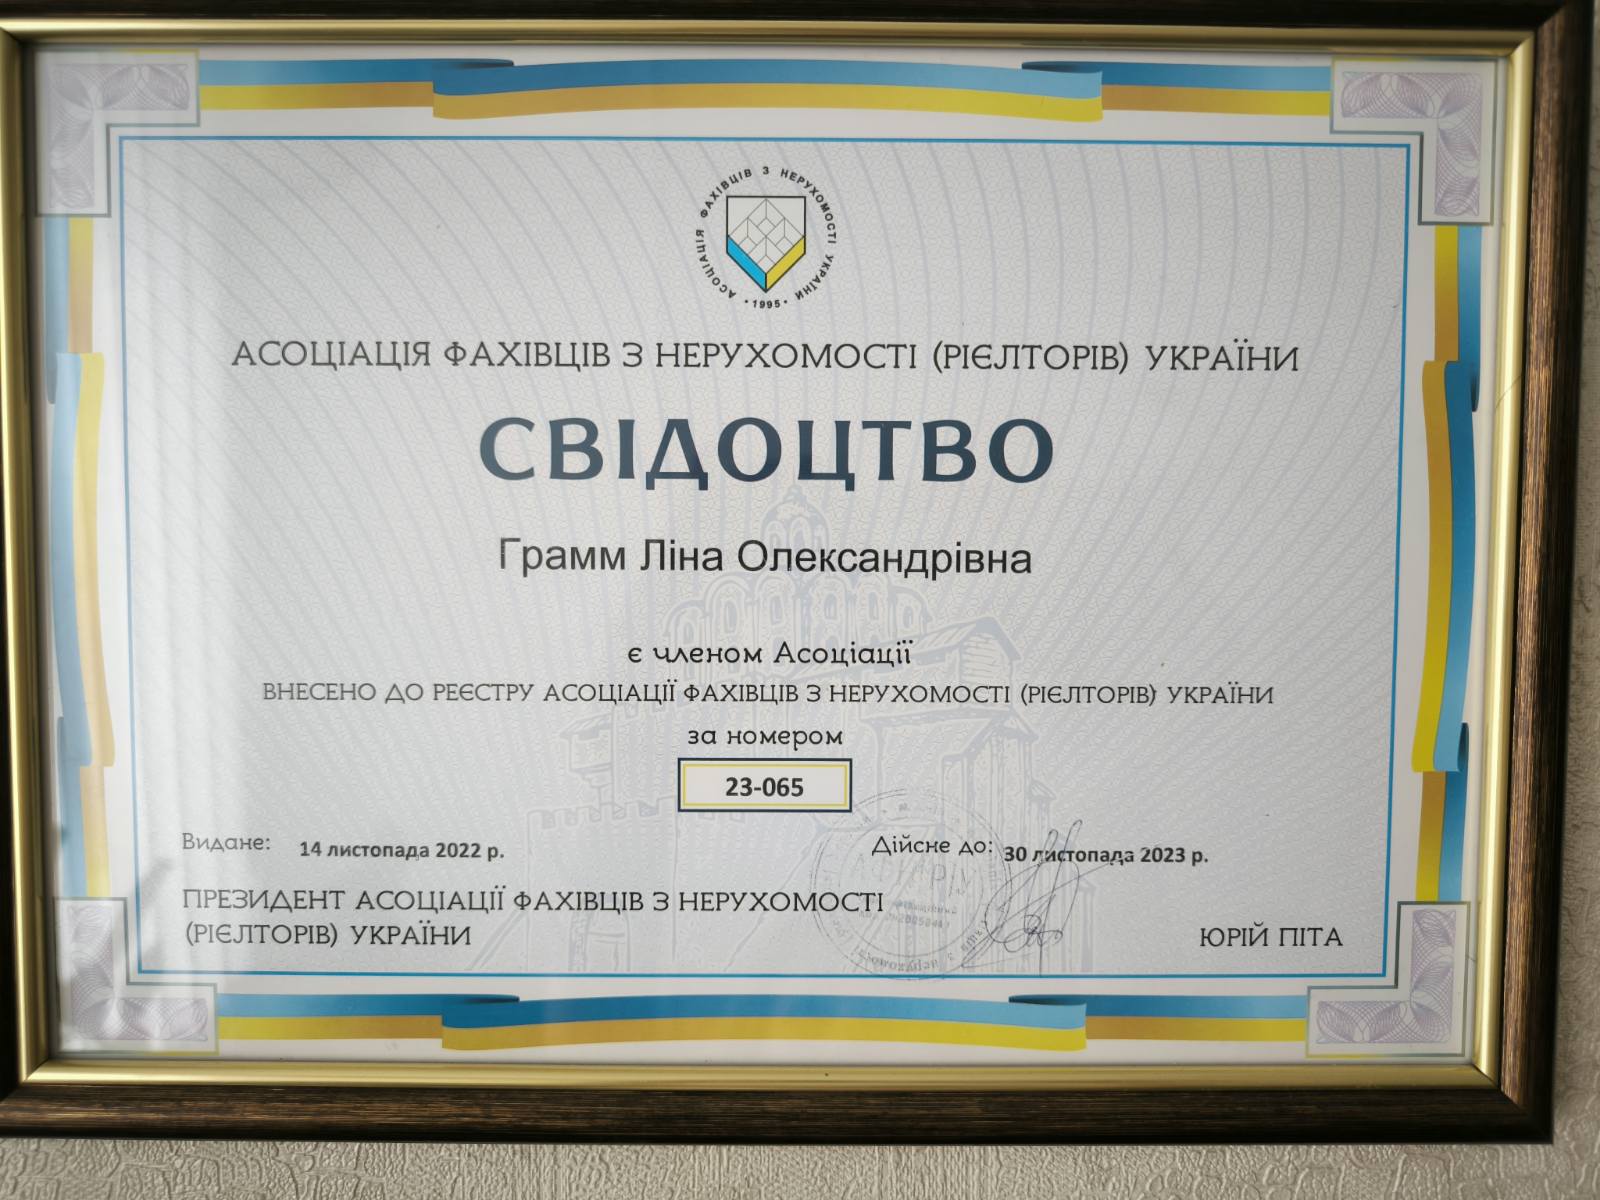 АСОЦІАЦІЯ ФАХІВЦІВ З НЕРУХОМОСТІ УКРАЇНИ
• 1995 •
АСОЦІАЦІЯ ФАХІВЦІВ З НЕРУХОМОСТІ (РІЄЛТОРІВ) УКРАЇНИ
СВІДОЦТВО
Грамм Ліна Олександрівна
є членом Асоціації
ВНЕСЕНО ДО РЕЄСТРУ АСОЦІАЦІЇ ФАХІВЦІВ З НЕРУХОМОСТІ (РІЄЛТОРІВ) УКРАЇНИ
за номером
23-065
Видане: 14 листопада 2022 р.
Дійсне до: 30 листопада 2023 р.
ПРЕЗИДЕНТ АСОЦІАЦІЇ ФАХІВЦІВ З НЕРУХОМОСТІ
(РІЄЛТОРІВ) УКРАЇНИ
ЮРІЙ ПІТА